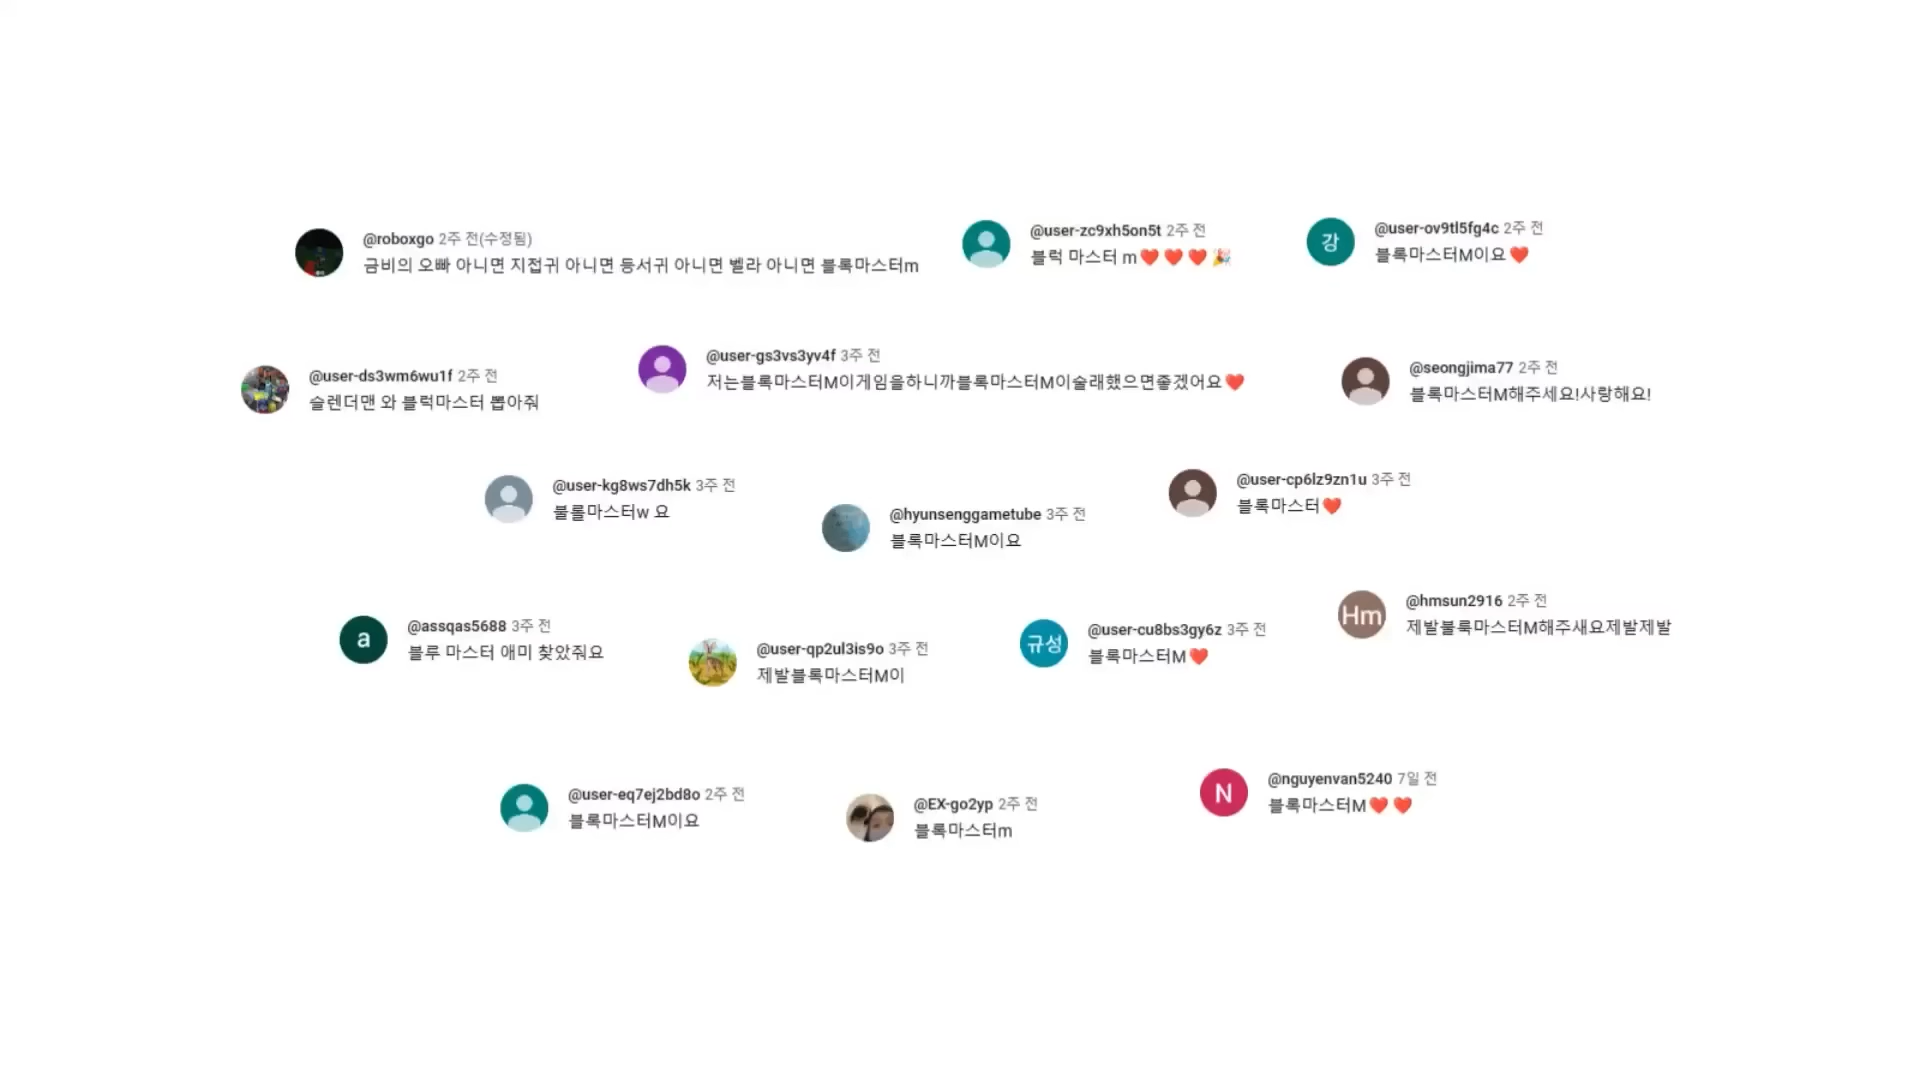 @roboxgo 2주 전(수정됨)
금비의 오빠 아니면 지접귀 아니면 등서귀 아니면 벨라 아니면 블록마스터m
@user-zc9xh5on5t 2주 전
블럭 마스터 m❤️❤️❤️🎉
강
@user-ov9tl5fg4c 2주 전
블록마스터M이요❤️
@user-ds3wm6wu1f 2주 전
슬렌더맨 와 블럭마스터 뽑아줘
@user-gs3vs3yv4f 3주 전
저는블록마스터M이게임을하니까블록마스터M이술래했으면좋겠어요❤️
@seongjima77 2주 전
블록마스터M해주세요!사랑해요!
@user-kg8ws7dh5k 3주 전
불롤마스터w 요
@hyunsenggametube 3주 전
블록마스터M이요
@user-cp6lz9zn1u 3주 전
블록마스터❤️
a
@assqas5688 3주 전
블루 마스터 애미 찾았줘요
@user-qp2ul3is9o 3주 전
제발블록마스터M이
규성
@user-cu8bs3gy6z 3주 전
블록마스터M❤️
Hm
@hmsun2916 2주 전
제발블록마스터M해주새요제발제발
@user-eq7ej2bd8o 2주 전
블록마스터M이요
@EX-go2yp 2주 전
블록마스터m
N
@nguyenvan5240 7일 전
블록마스터M❤️❤️